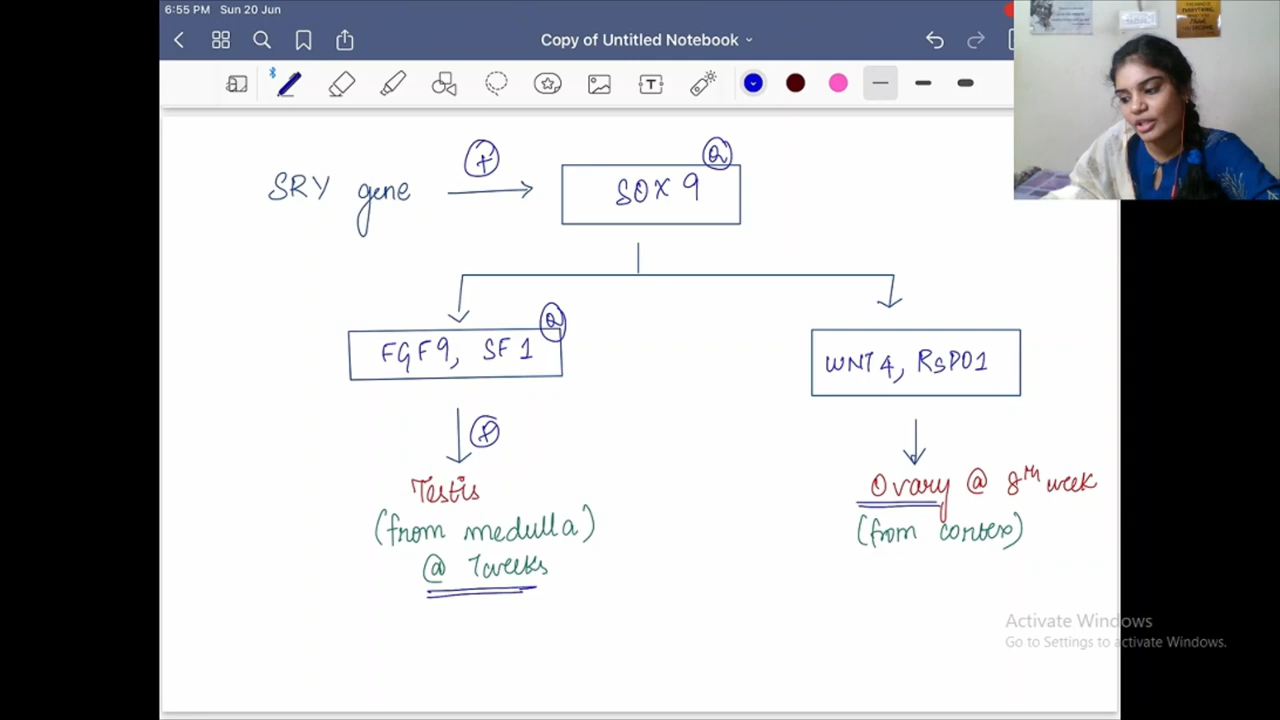 6:55 PM Sun 20 Jun
Copy of Untitled Notebook
T
SRY gene
+
SOX 9
Q
FGF9, SF1
Q
WNT4, RSPO1
+
Testis
(from medulla)
@ 7weeks
Ovary @ 8th week
(from cortex)
Activate Windows
Go to Settings to activate Windows.